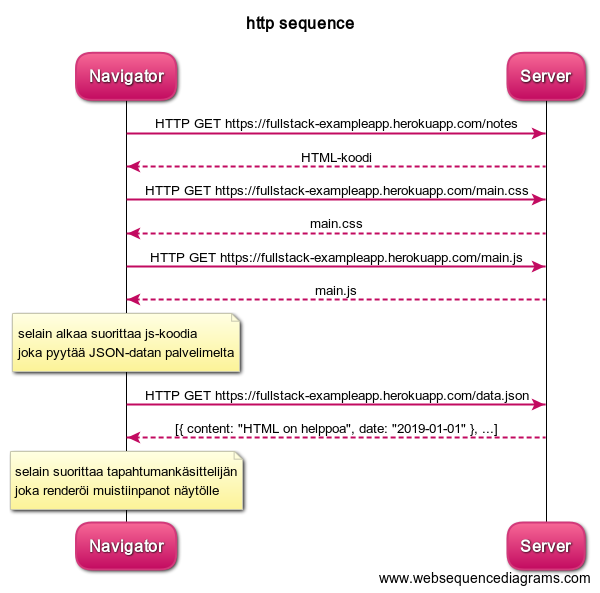 http sequence
Navigator
Server
HTTP GET https://fullstack-exampleapp.herokuapp.com/notes
HTML-koodi
HTTP GET https://fullstack-exampleapp.herokuapp.com/main.css
main.css
HTTP GET https://fullstack-exampleapp.herokuapp.com/main.js
main.js
selain alkaa suorittaa js-koodia
joka pyytää JSON-datan palvelimelta
HTTP GET https://fullstack-exampleapp.herokuapp.com/data.json
[{ content: "HTML on helppoa", date: "2019-01-01" }, ...]
selain suorittaa tapahtumankäsittelijän
joka renderöi muistiinpanot näytölle
Navigator
Server
www.websequencediagrams.com